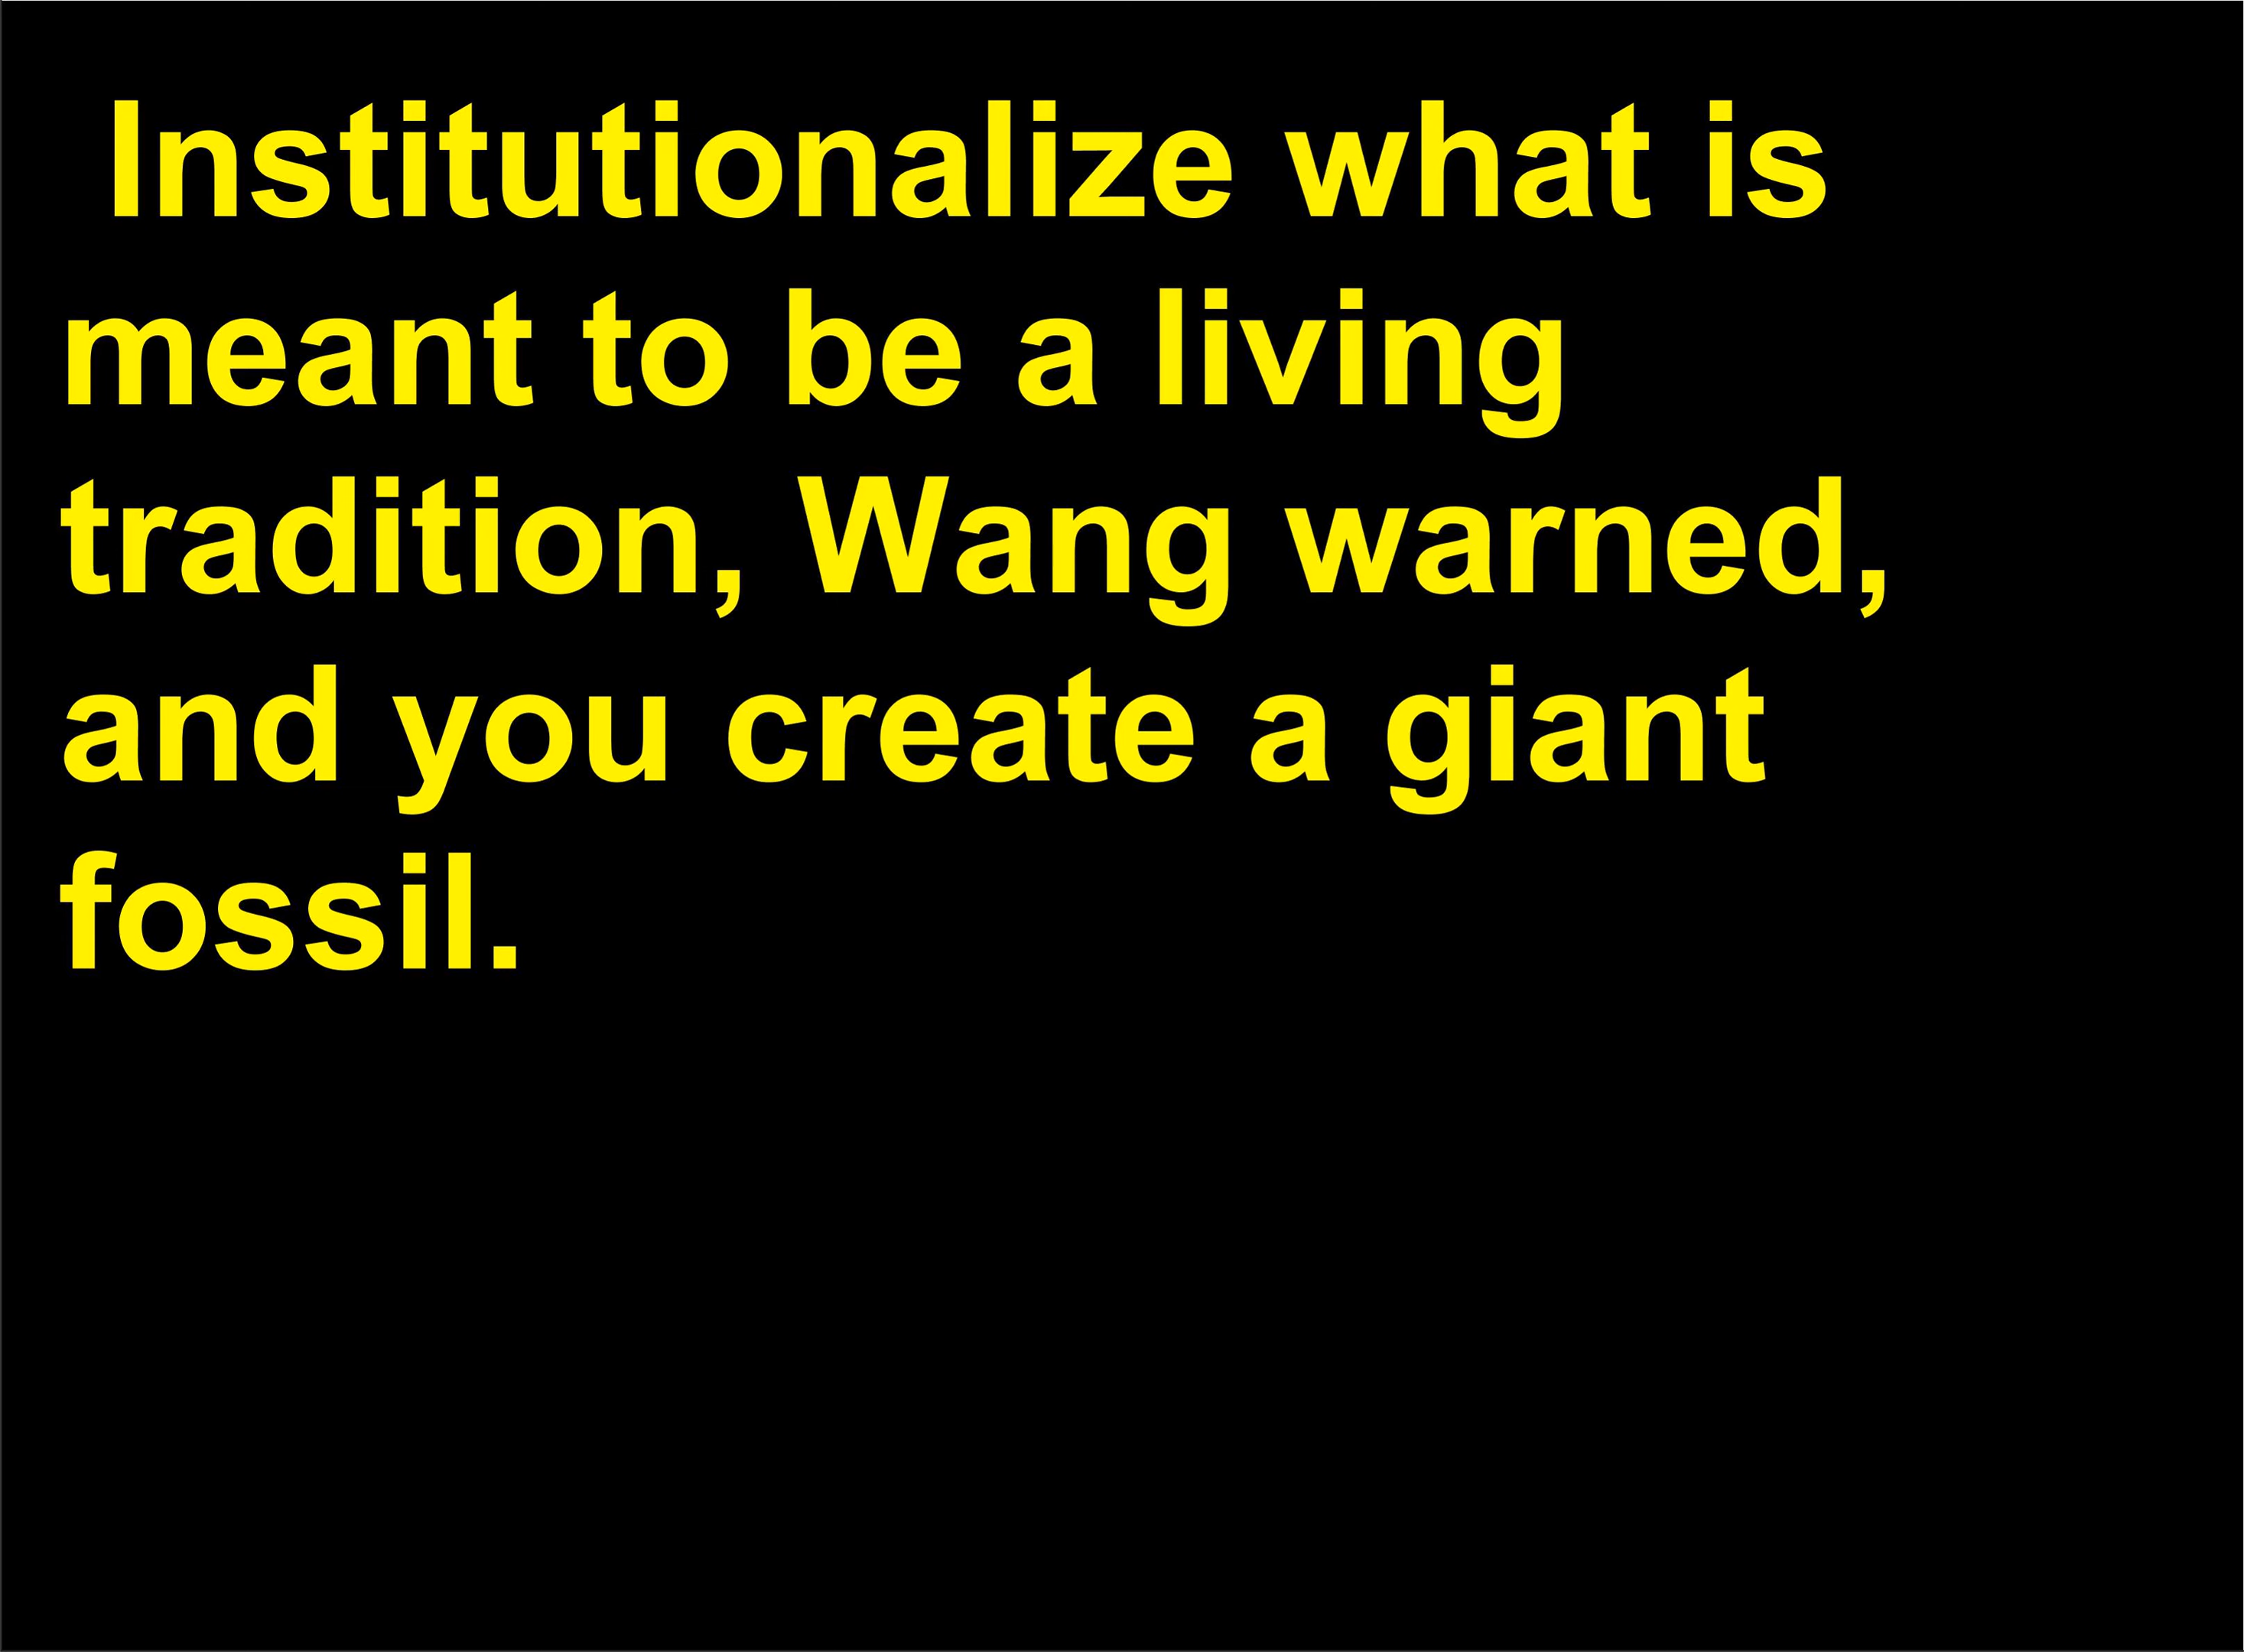 Institutionalize what is
meant to be a living
tradition, Wang warned,
and you create a giant
fossil.